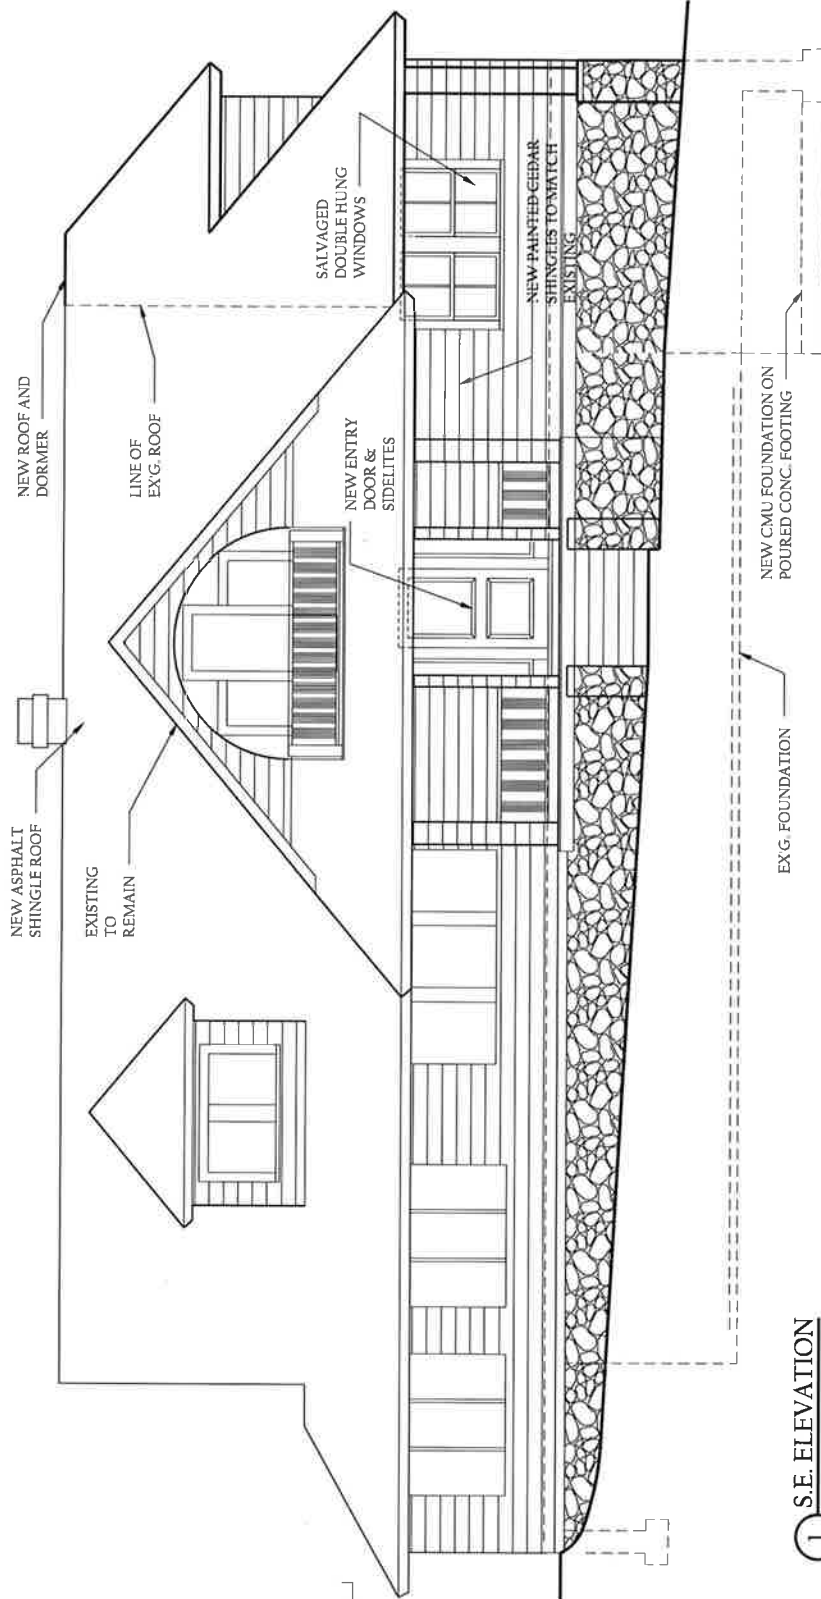 NEW ASPHALT
SHINGLE ROOF
EXISTING
TO
REMAIN
NEW ROOF AND
DORMER
LINE OF
EX'G. ROOF
SALVAGED
DOUBLE HUNG
WINDOWS
NEW ENTRY
DOOR &
SIDELITES
NEW PAINTED CEDAR
SHINGLES TO MATCH
EXISTING
EX'G. FOUNDATION
NEW CMU FOUNDATION ON
POURED CONC. FOOTING
1
S.E. ELEVATION